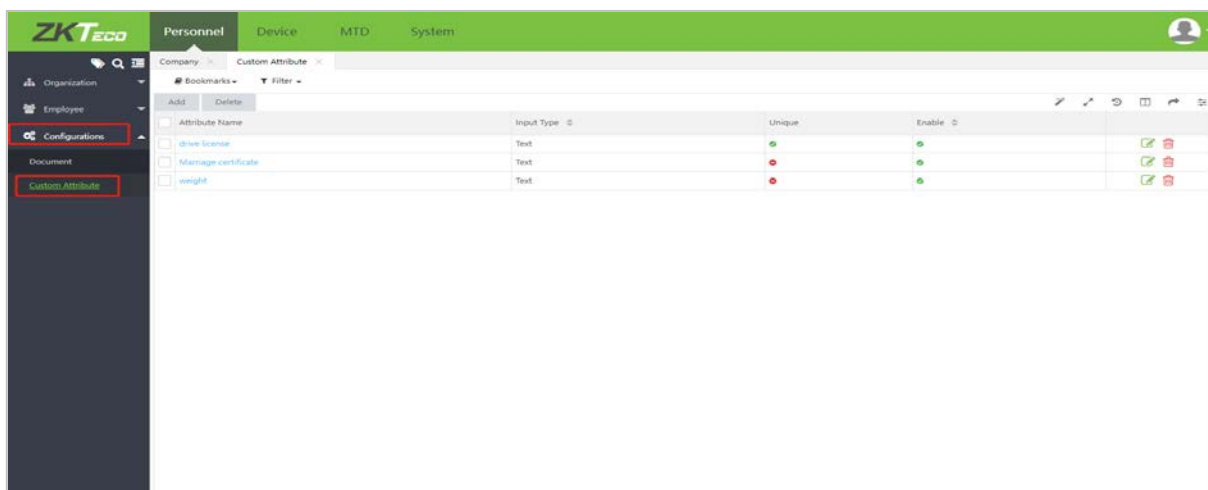 ZKTeco Personnel Device MTD System
Company Custom Attribute
Organization
Bookmarks Filter
Employee
Add Delete
Configurations
Attribute Name Input Type Unique Enable
drive license Text
Document
Marriage certificate Text
Custom Attribute
weight Text